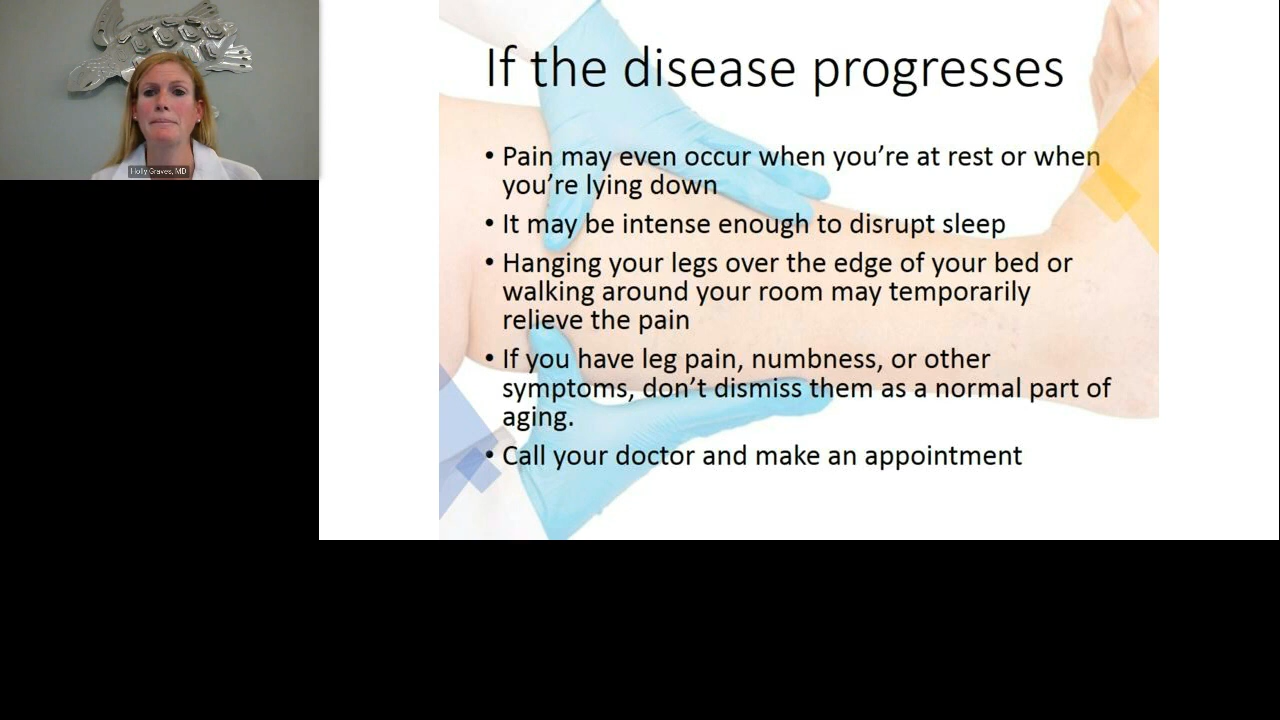 Holly Graves, MD
If the disease progresses
• Pain may even occur when you’re at rest or when
you’re lying down
• It may be intense enough to disrupt sleep
• Hanging your legs over the edge of your bed or
walking around your room may temporarily
relieve the pain
• If you have leg pain, numbness, or other
symptoms, don’t dismiss them as a normal part of
aging.
• Call your doctor and make an appointment